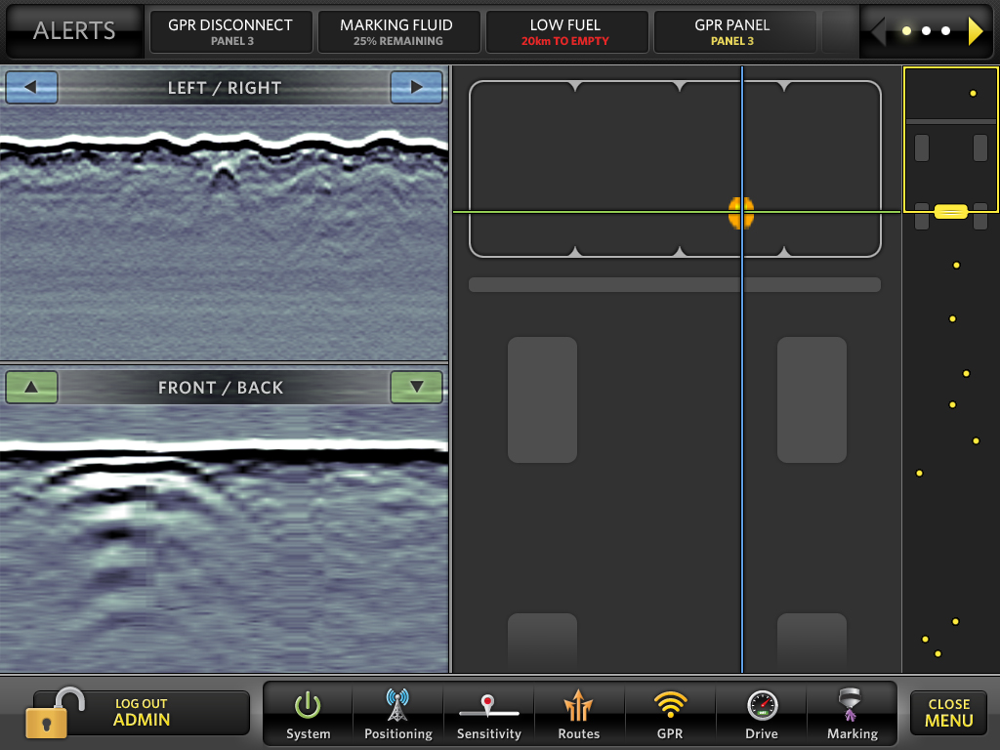 ALERTS
GPR DISCONNECT
PANEL 3
MARKING FLUID
25% REMAINING
LOW FUEL
20km TO EMPTY
GPR PANEL
PANEL 3
LEFT / RIGHT
FRONT / BACK
LOG OUT
ADMIN
System
Positioning
Sensitivity
Routes
GPR
Drive
Marking
CLOSE
MENU